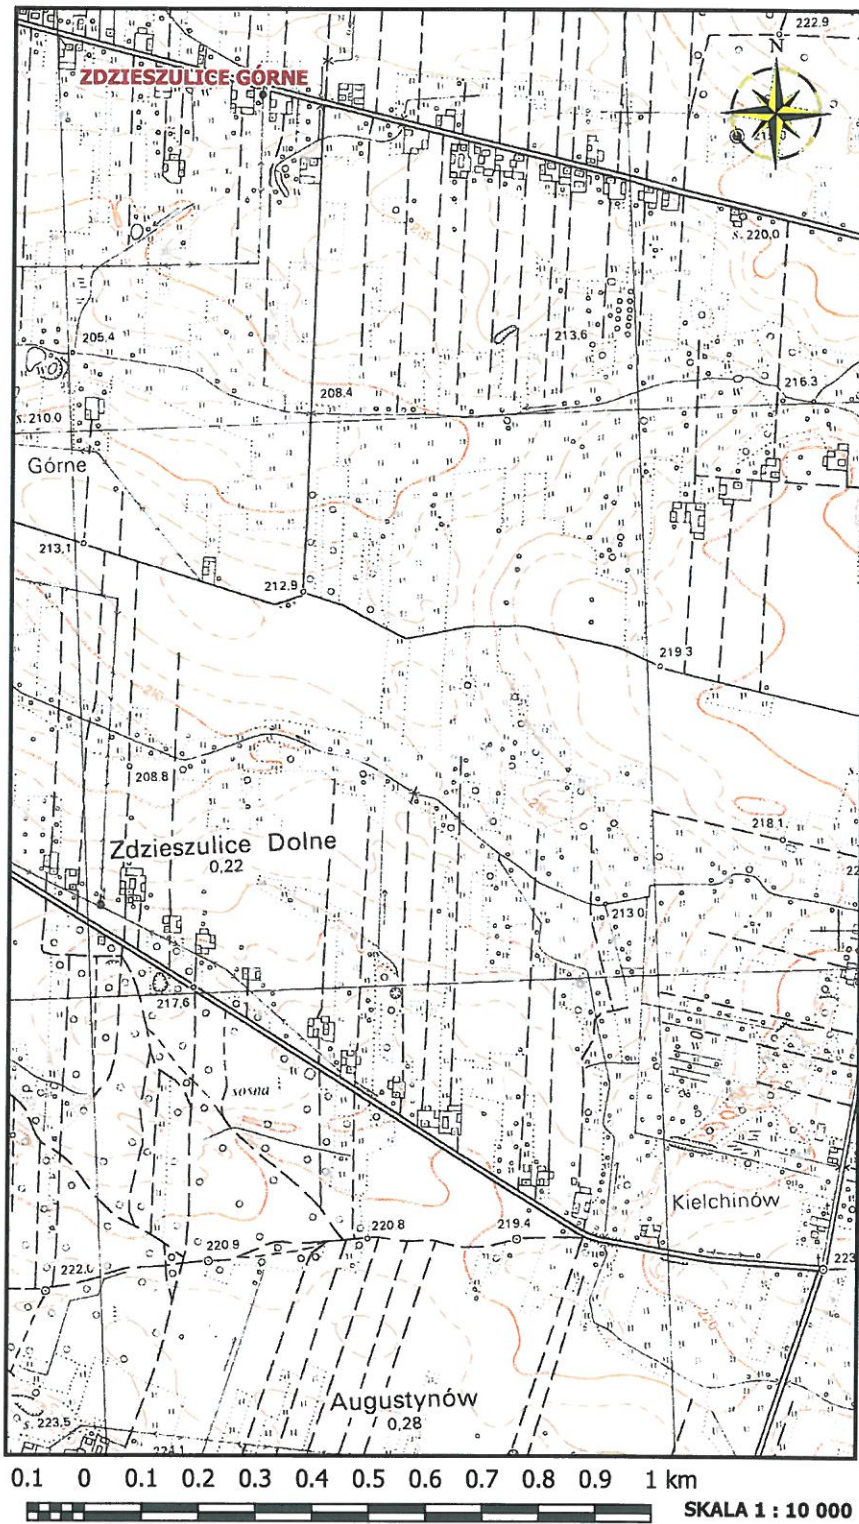 222.9
N
ZDZIESZULICE GÓRNE
s. 220,0
205,4
213,6
216.3
208.4
s. 210.0
Górne
213,1
212.9
219.3
210
208.8
218.1
Zdzieszulice Dolne
0,22
213.0
217.6
sosna
Kielchinów
220.8
219.4
220.9
222.0
223
220
Augustynów
0,28
s. 223,5
0.1 0 0.1 0.2 0.3 0.4 0.5 0.6 0.7 0.8 0.9 1 km
SKALA 1 : 10 000